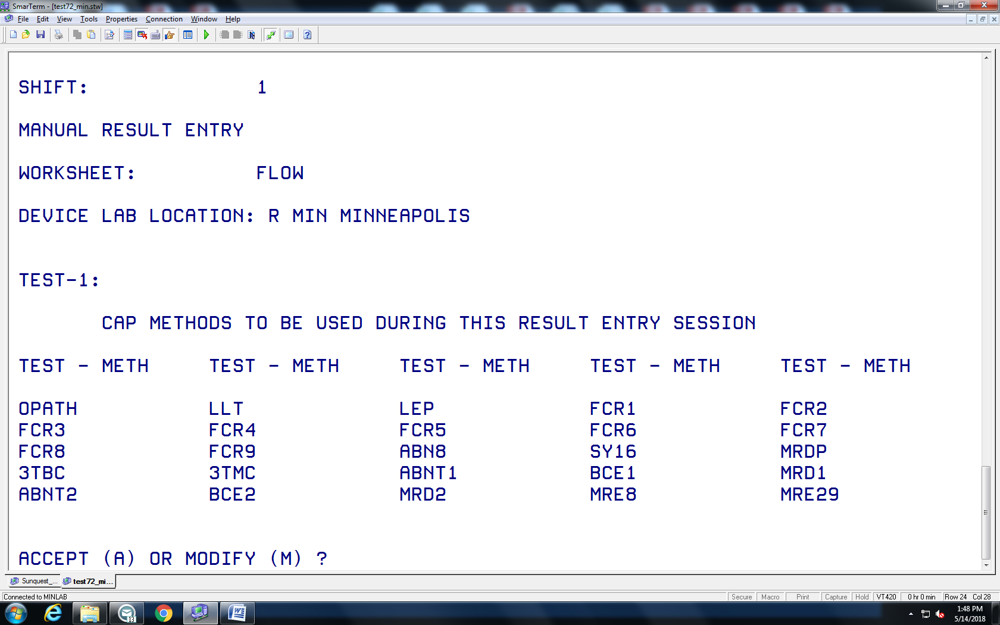 SmarTerm - [test72_min.stw]
File Edit View Tools Properties Connection Window Help
SHIFT: 1
MANUAL RESULT ENTRY
WORKSHEET: FLOW
DEVICE LAB LOCATION: R MIN MINNEAPOLIS
TEST-1:
CAP METHODS TO BE USED DURING THIS RESULT ENTRY SESSION
TEST - METH TEST - METH TEST - METH TEST - METH TEST - METH
OPATH LLT LEP FCR1 FCR2
FCR3 FCR4 FCR5 FCR6 FCR7
FCR8 FCR9 ABN8 SY16 MRDP
3TBC 3TMC ABNT1 BCE1 MRD1
ABNT2 BCE2 MRD2 MRE8 MRE29
ACCEPT (A) OR MODIFY (M) ?
Sunquest_... test72_mi...
Connected to MINLAB Secure Macro Print Capture Hold VT420 0 hr 0 min Row 24 Col 28
13
1:48 PM
5/14/2018